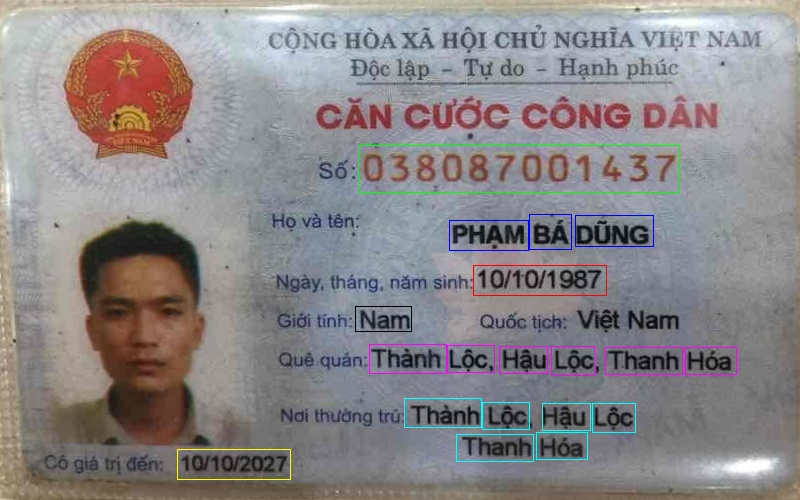 CỘNG HÒA XÃ HỘI CHỦ NGHĨA VIỆT NAM
Độc lập – Tự do – Hạnh phúc
CĂN CƯỚC CÔNG DÂN
VIỆT NAM
Số: 038087001437
Họ và tên:
PHẠM BÁ DŨNG
Ngày, tháng, năm sinh: 10/10/1987
Giới tính: Nam Quốc tịch: Việt Nam
Quê quán: Thành Lộc, Hậu Lộc, Thanh Hóa
Nơi thường trú: Thành Lộc, Hậu Lộc
Thanh Hóa
Có giá trị đến: 10/10/2027